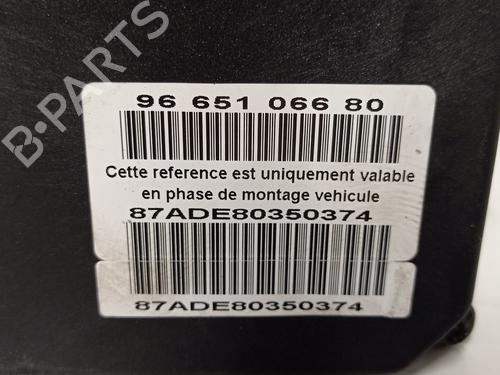 96 651 066 80
Cette reference est uniquement valable
en phase de montage vehicule
87ADE80350374
87ADE80350374
B-PARTS